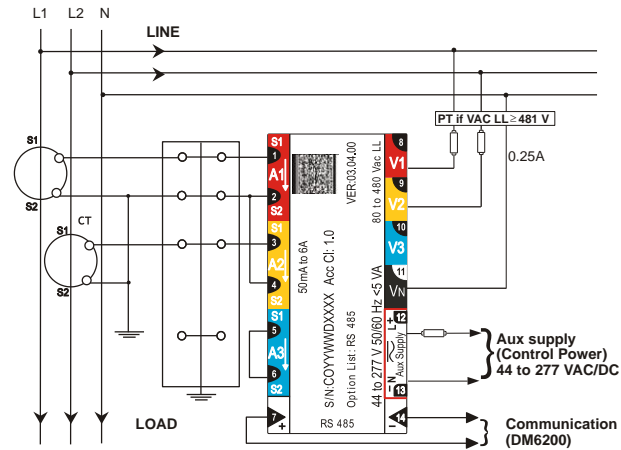 L1 L2 N
LINE
PT if VAC LL ≥ 481 V
0.25A
S1
S2
CT
S1
S2
S1
1
A1
2
S2
S1
3
A2
4
S2
S1
5
A3
6
S2
7
+
50mA to 6A
S/N:COYYWWDXXXX Acc Cl: 1.0
Option List: RS 485
VER:03.04.00
44 to 277 V 50/60 Hz <5 VA
80 to 480 Vac LL
RS 485
8
V1
9
V2
10
V3
11
VN
12
L+
Aux Supply
−N
13
14
−
Aux supply
(Control Power)
44 to 277 VAC/DC
Communication
(DM6200)
LOAD